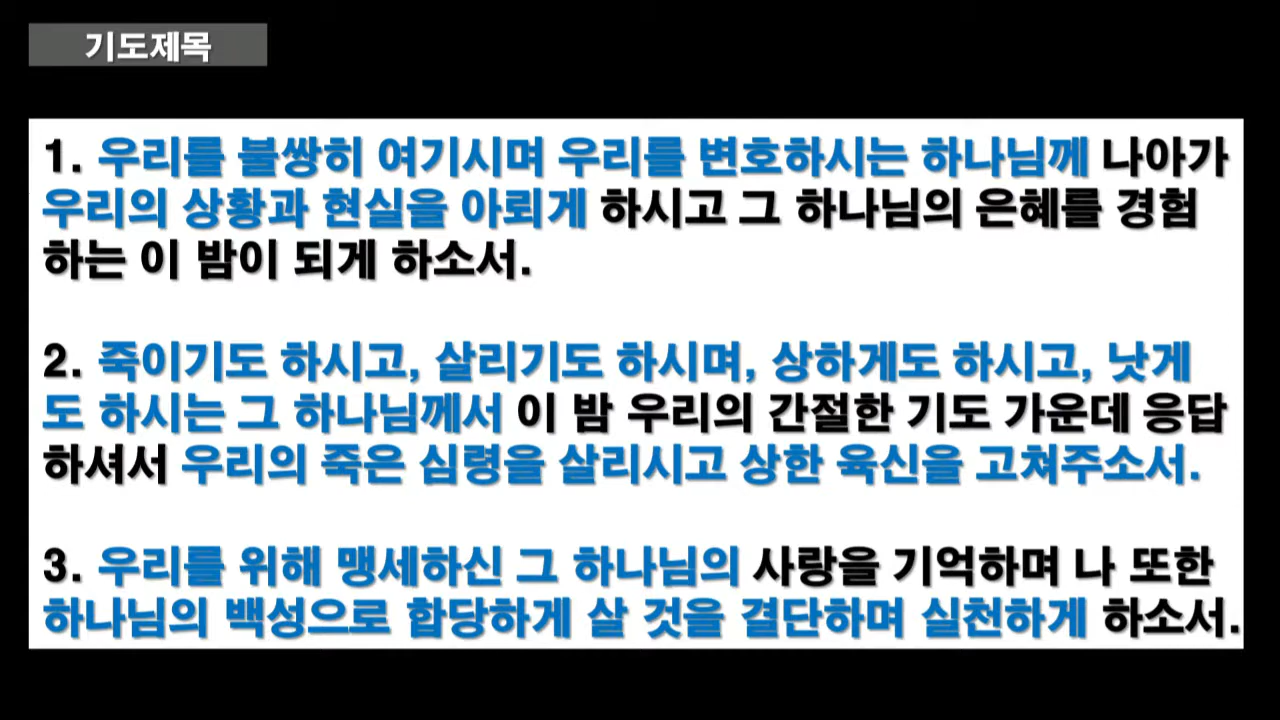 기도제목
1. 우리를 불쌍히 여기시며 우리를 변호하시는 하나님께 나아가
우리의 상황과 현실을 아뢰게 하시고 그 하나님의 은혜를 경험
하는 이 밤이 되게 하소서.
2. 죽이기도 하시고, 살리기도 하시며, 상하게도 하시고, 낫게
도 하시는 그 하나님께서 이 밤 우리의 간절한 기도 가운데 응답
하셔서 우리의 죽은 심령을 살리시고 상한 육신을 고쳐주소서.
3. 우리를 위해 맹세하신 그 하나님의 사랑을 기억하며 나 또한
하나님의 백성으로 합당하게 살 것을 결단하며 실천하게 하소서.